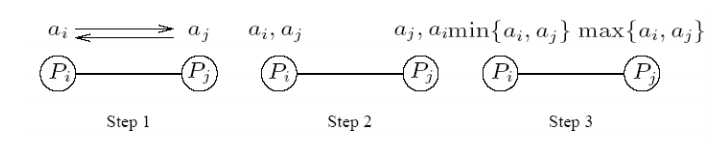 a_i a_j a_i, a_j a_j, a_i min{a_i, a_j} max{a_i, a_j}
P_i P_j P_i P_j P_i P_j
Step 1 Step 2 Step 3